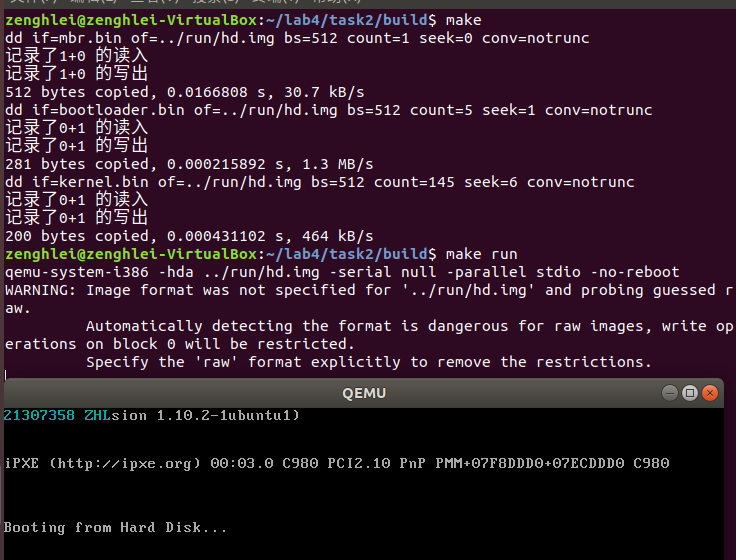 zenghlei@zenghlei-VirtualBox:~/lab4/task2/build$ make
dd if=mbr.bin of=../run/hd.img bs=512 count=1 seek=0 conv=notrunc
记录了1+0 的读入
记录了1+0 的写出
512 bytes copied, 0.0166808 s, 30.7 kB/s
dd if=bootloader.bin of=../run/hd.img bs=512 count=5 seek=1 conv=notrunc
记录了0+1 的读入
记录了0+1 的写出
281 bytes copied, 0.000215892 s, 1.3 MB/s
dd if=kernel.bin of=../run/hd.img bs=512 count=145 seek=6 conv=notrunc
记录了0+1 的读入
记录了0+1 的写出
200 bytes copied, 0.000431102 s, 464 kB/s
zenghlei@zenghlei-VirtualBox:~/lab4/task2/build$ make run
qemu-system-i386 -hda ../run/hd.img -serial null -parallel stdio -no-reboot
WARNING: Image format was not specified for '../run/hd.img' and probing guessed r
aw.
Automatically detecting the format is dangerous for raw images, write op
erations on block 0 will be restricted.
Specify the 'raw' format explicitly to remove the restrictions.
QEMU
21307358 ZHLsion 1.10.2-1ubuntu1)
iPXE (http://ipxe.org) 00:03.0 C980 PCI2.10 PnP PMM+07F8DDD0+07ECDDD0 C980
Booting from Hard Disk...